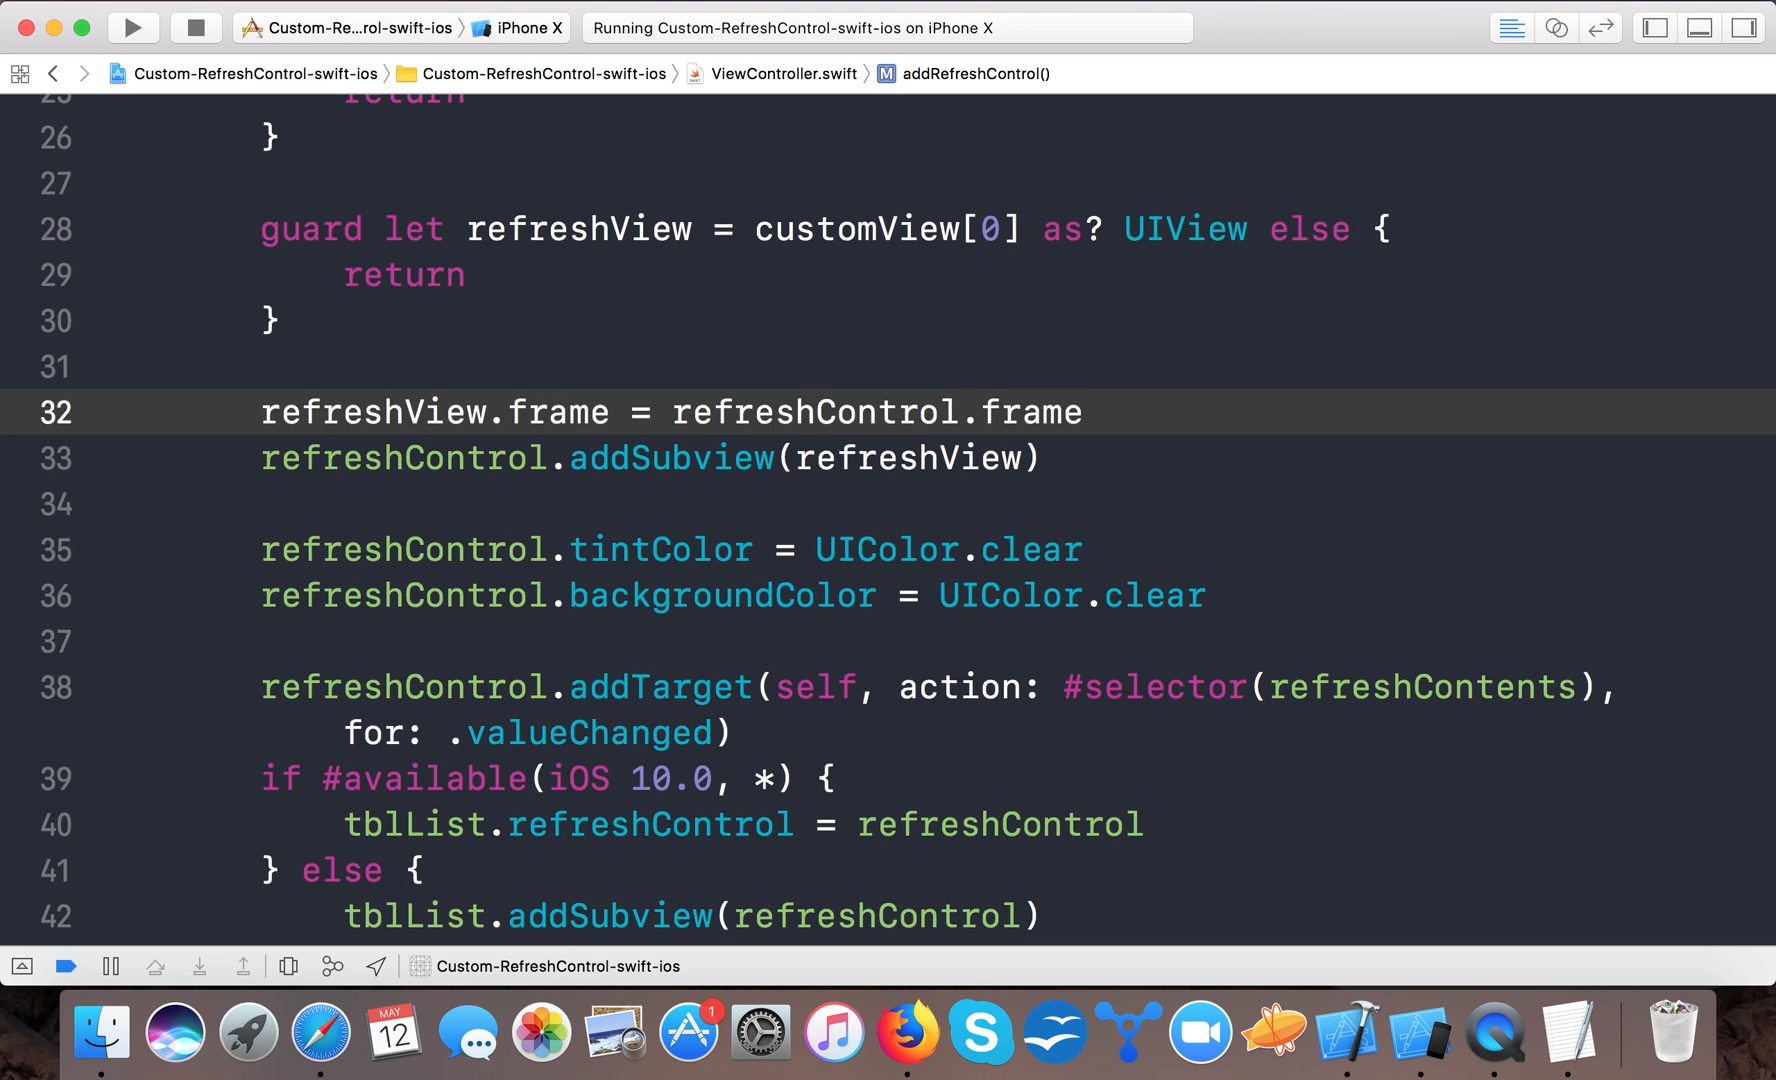 Custom-Re...rol-swift-ios iPhone X Running Custom-RefreshControl-swift-ios on iPhone X
Custom-RefreshControl-swift-ios Custom-RefreshControl-swift-ios ViewController.swift M addRefreshControl()
25 return
26 }
27
28 guard let refreshView = customView[0] as? UIView else {
29 return
30 }
31
32 refreshView.frame = refreshControl.frame
33 refreshControl.addSubview(refreshView)
34
35 refreshControl.tintColor = UIColor.clear
36 refreshControl.backgroundColor = UIColor.clear
37
38 refreshControl.addTarget(self, action: #selector(refreshContents),
for: .valueChanged)
39 if #available(iOS 10.0, *) {
40 tblList.refreshControl = refreshControl
41 } else {
42 tblList.addSubview(refreshControl)
Custom-RefreshControl-swift-ios
MAY
12
1